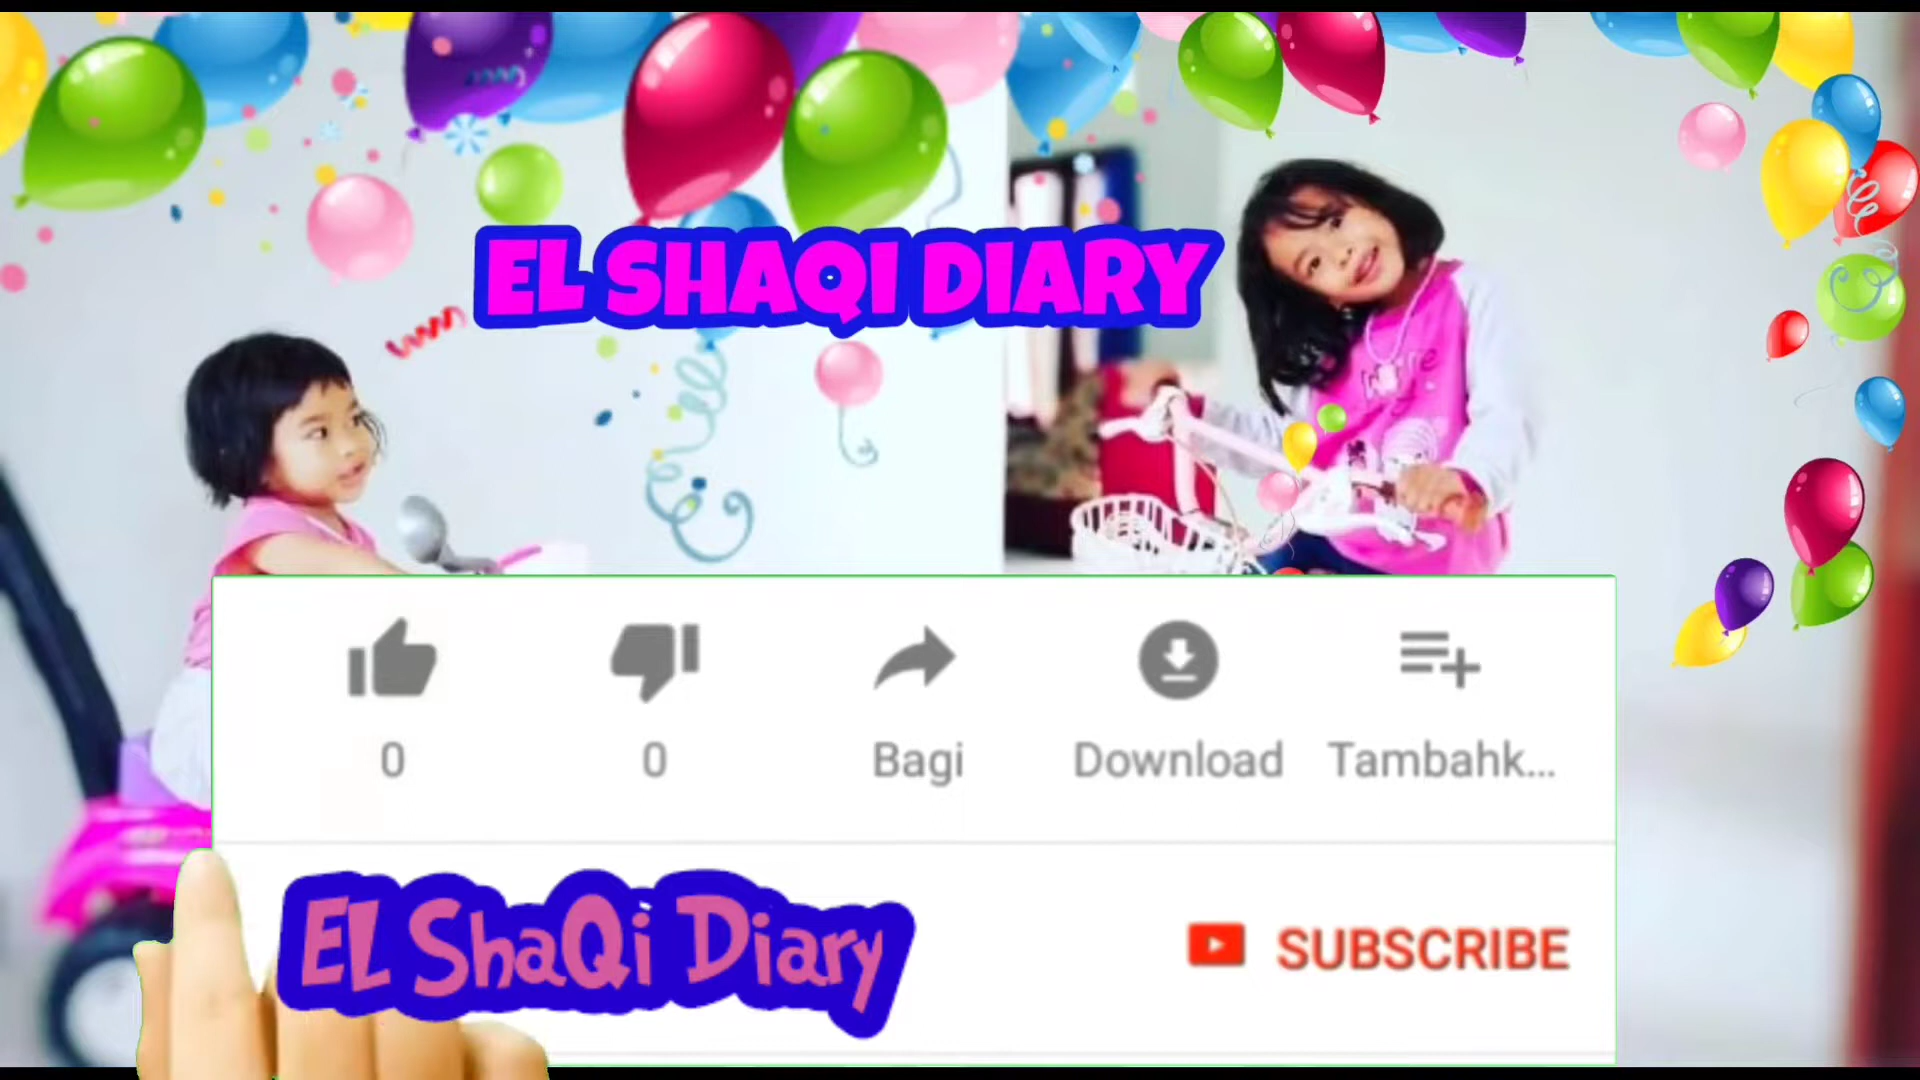 EL SHAQI DIARY
0
0
Bagi
Download
Tambahk...
EL ShaQi Diary
SUBSCRIBE